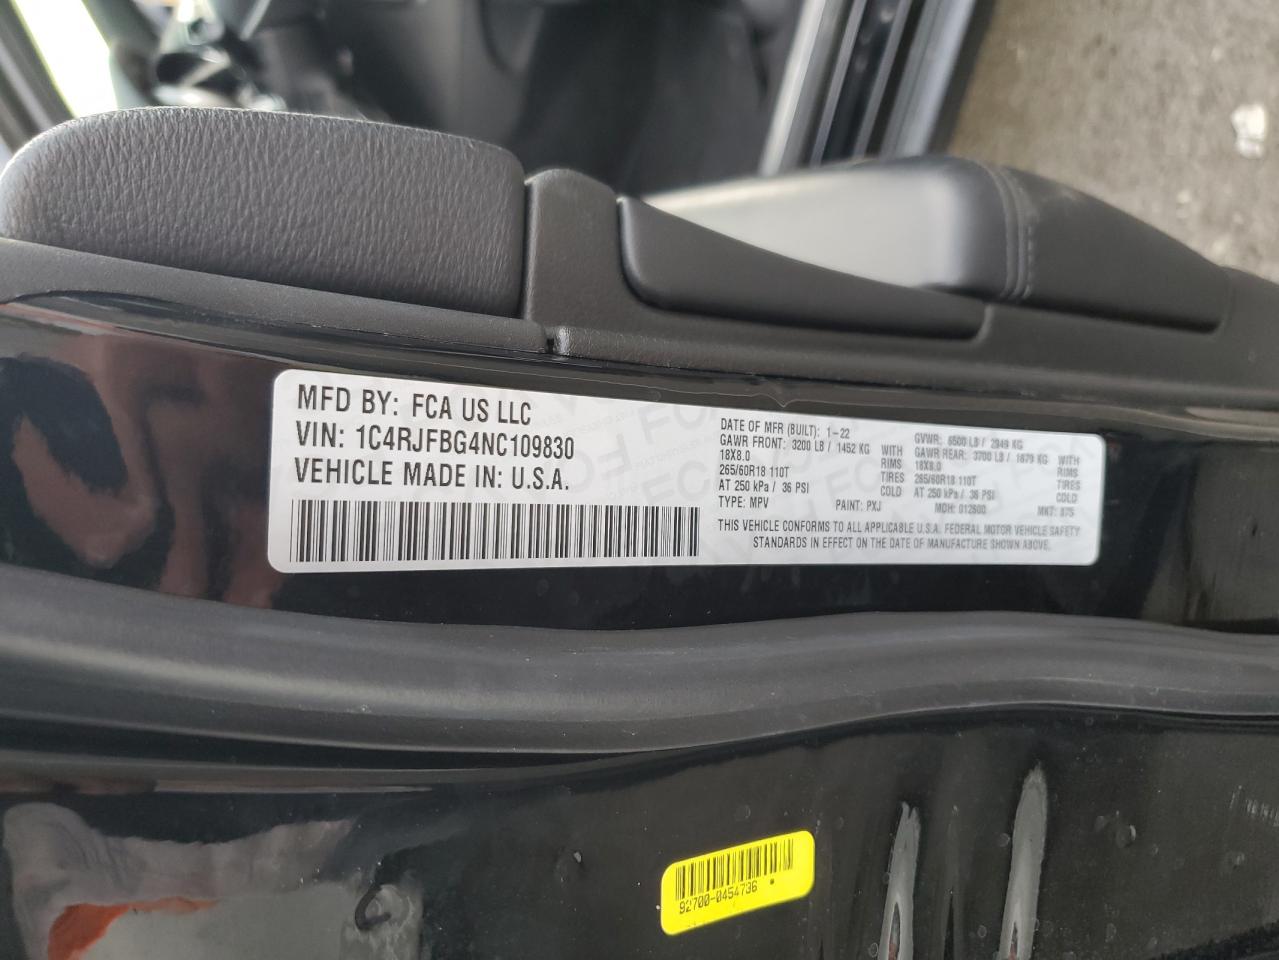 MFD BY: FCA US LLC
VIN: 1C4RJFBG4NC109830
VEHICLE MADE IN: U.S.A.
DATE OF MFR (BUILT): 1-22 GVWR: 6500 LB / 2949 KG
GAWR FRONT: 3200 LB / 1452 KG WITH GAWR REAR: 3700 LB / 1679 KG WITH
18X8.0 RIMS 18X8.0 RIMS
265/60R18 110T TIRES 265/60R18 110T TIRES
AT 250 kPa / 36 PSI COLD AT 250 kPa / 36 PSI COLD
TYPE: MPV PAINT: PXJ MDH: 012600 MKT: 875
THIS VEHICLE CONFORMS TO ALL APPLICABLE U.S.A. FEDERAL MOTOR VEHICLE SAFETY
STANDARDS IN EFFECT ON THE DATE OF MANUFACTURE SHOWN ABOVE.
92700-0454736